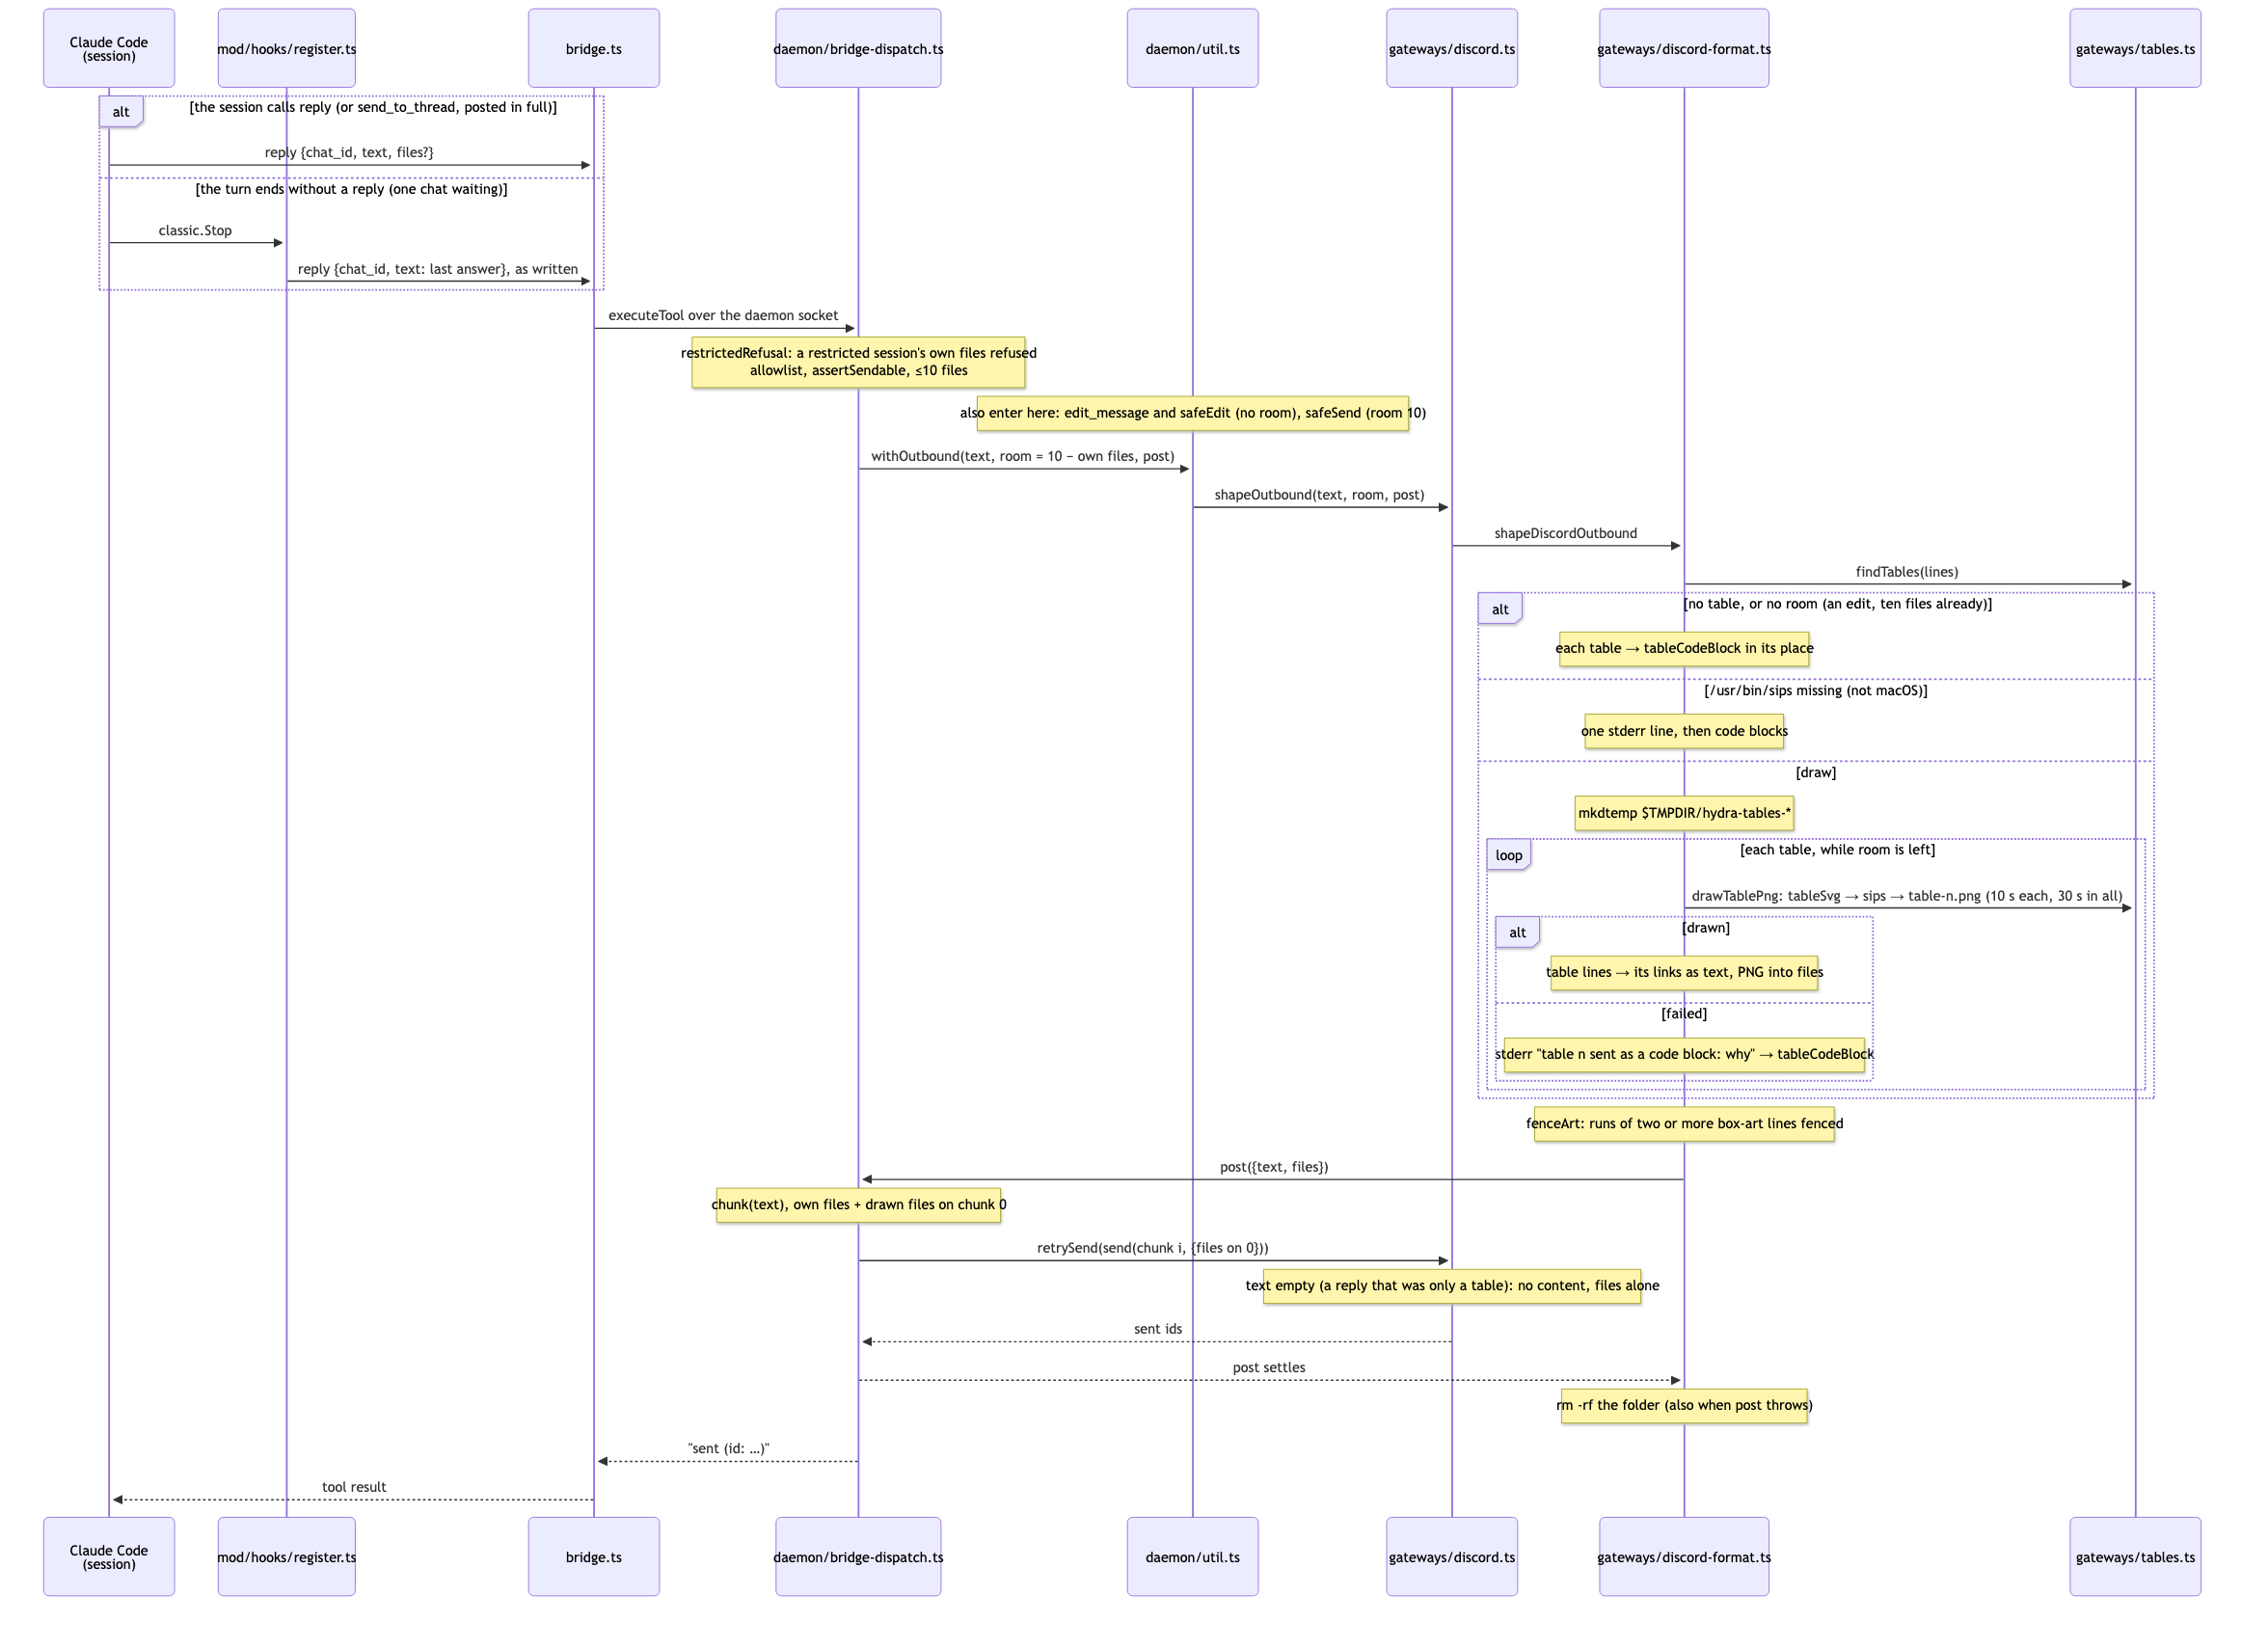 Claude Code
(session)
mod/hooks/register.ts
bridge.ts
daemon/bridge-dispatch.ts
daemon/util.ts
gateways/discord.ts
gateways/discord-format.ts
gateways/tables.ts
alt
[the session calls reply (or send_to_thread, posted in full)]
reply {chat_id, text, files?}
[the turn ends without a reply (one chat waiting)]
classic.Stop
reply {chat_id, text: last answer}, as written
executeTool over the daemon socket
restrictedRefusal: a restricted session's own files refused
allowlist, assertSendable, ≤10 files
also enter here: edit_message and safeEdit (no room), safeSend (room 10)
withOutbound(text, room = 10 − own files, post)
shapeOutbound(text, room, post)
shapeDiscordOutbound
findTables(lines)
alt
[no table, or no room (an edit, ten files already)]
each table → tableCodeBlock in its place
[/usr/bin/sips missing (not macOS)]
one stderr line, then code blocks
[draw]
mkdtemp $TMPDIR/hydra-tables-*
loop
[each table, while room is left]
drawTablePng: tableSvg → sips → table-n.png (10 s each, 30 s in all)
alt
[drawn]
table lines → its links as text, PNG into files
[failed]
stderr "table n sent as a code block: why" → tableCodeBlock
fenceArt: runs of two or more box-art lines fenced
post({text, files})
chunk(text), own files + drawn files on chunk 0
retrySend(send(chunk i, {files on 0}))
text empty (a reply that was only a table): no content, files alone
sent ids
post settles
rm -rf the folder (also when post throws)
"sent (id: …)"
tool result
Claude Code
(session)
mod/hooks/register.ts
bridge.ts
daemon/bridge-dispatch.ts
daemon/util.ts
gateways/discord.ts
gateways/discord-format.ts
gateways/tables.ts